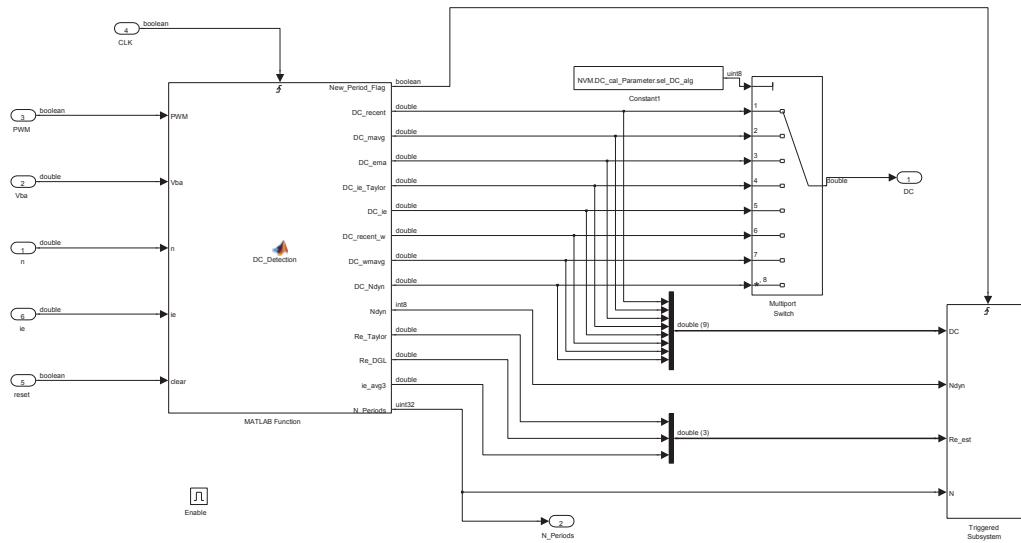 4
CLK
boolean
3
PWM
boolean
2
Vba
double
1
n
double
6
ie
double
5
reset
boolean
PWM
Vba
n
ie
clear
DC_Detection
New_Period_Flag
DC_recent
DC_mavg
DC_ema
DC_ie_Taylor
DC_ie
DC_recent_w
DC_wmavg
DC_Ndyn
Ndyn
Re_Taylor
Re_DGL
ie_avg3
N_Periods
MATLAB Function
boolean
double
double
double
double
double
double
double
double
int8
double
double
double
uint32
NVM.DC_cal_Parameter.sel_DC_alg
Constant1
uint8
1
2
3
4
5
6
7
*, 8
Multiport
Switch
double
1
DC
double (9)
double (3)
DC
Ndyn
Re_est
N
Triggered
Subsystem
Enable
2
N_Periods